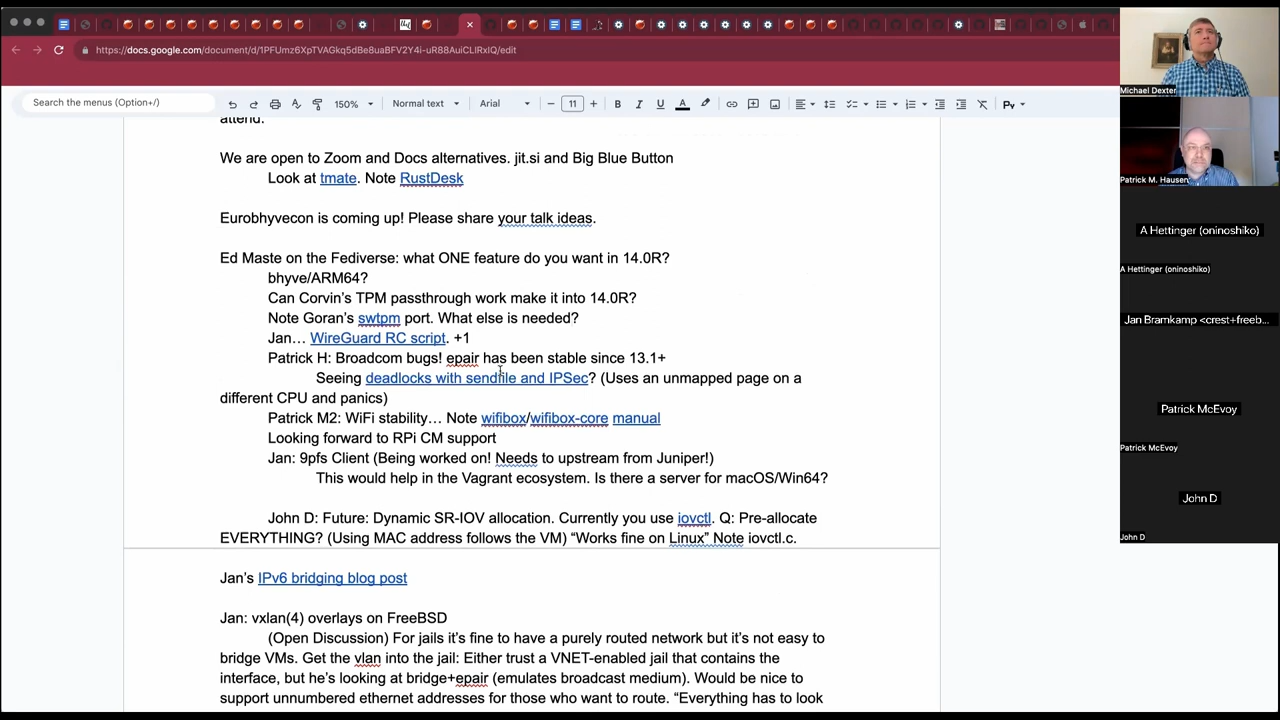 https://docs.google.com/document/d/1PFUmz6XpTVAGkq5dBe8uaBFV2Y4i-uR88AuiCLlRxIQ/edit
Search the menus (Option+/)
150%
Normal text
Arial
11
attend.
We are open to Zoom and Docs alternatives. jit.si and Big Blue Button
Look at tmate. Note RustDesk
Eurobhyvecon is coming up! Please share your talk ideas.
Ed Maste on the Fediverse: what ONE feature do you want in 14.0R?
bhyve/ARM64?
Can Corvin's TPM passthrough work make it into 14.0R?
Note Goran's swtpm port. What else is needed?
Jan… WireGuard RC script. +1
Patrick H: Broadcom bugs! epair has been stable since 13.1+
Seeing deadlocks with sendfile and IPSec? (Uses an unmapped page on a
different CPU and panics)
Patrick M2: WiFi stability… Note wifibox/wifibox-core manual
Looking forward to RPi CM support
Jan: 9pfs Client (Being worked on! Needs to upstream from Juniper!)
This would help in the Vagrant ecosystem. Is there a server for macOS/Win64?
John D: Future: Dynamic SR-IOV allocation. Currently you use iovctl. Q: Pre-allocate
EVERYTHING? (Using MAC address follows the VM) “Works fine on Linux” Note iovctl.c.
Jan's IPv6 bridging blog post
Jan: vxlan(4) overlays on FreeBSD
(Open Discussion) For jails it's fine to have a purely routed network but it's not easy to
bridge VMs. Get the vlan into the jail: Either trust a VNET-enabled jail that contains the
interface, but he's looking at bridge+epair (emulates broadcast medium). Would be nice to
support unnumbered ethernet addresses for those who want to route. “Everything has to look
Michael Dexter
Patrick M. Hausen
A Hettinger (oninoshiko)
A Hettinger (oninoshiko)
Jan Bramkamp <crest+freeb...
Patrick McEvoy
Patrick McEvoy
John D
John D